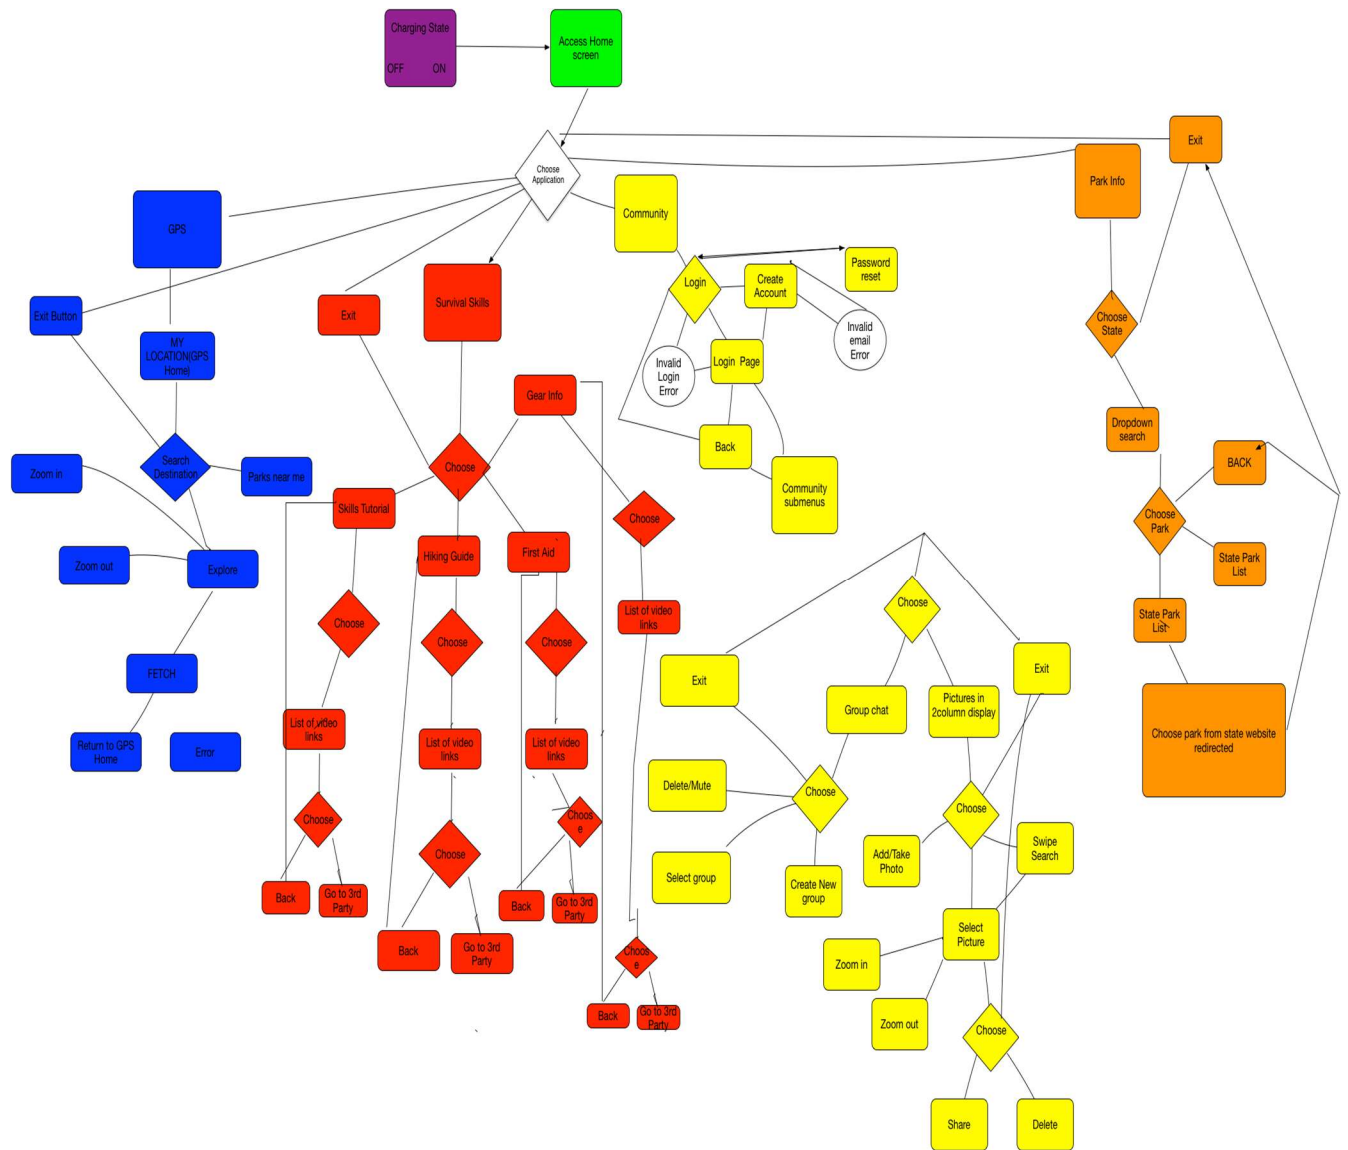 Charging State
OFF ON
Access Home
screen
Choose
Application
Exit
Park Info
GPS
Community
Exit Button
Exit
Survival Skills
Login
Create
Account
Password
reset
MY
LOCATION(GPS
Home)
Invalid
Login
Error
Login Page
Invalid
email
Error
Choose
State
Gear Info
Search
Destination
Zoom in
Parks near me
Choose
Back
Community
submenus
Dropdown
search
BACK
Skills Tutorial
Choose
Choose
Park
Zoom out
Explore
Hiking Guide
First Aid
State Park
List
Choose
Choose
Choose
List of video
links
Choose
State Park
List
FETCH
Exit
Group chat
Pictures in
2column display
Exit
Return to GPS
Home
Error
List of video
links
List of video
links
List of video
links
Choose park from state website
redirected
Delete/Mute
Choose
Choose
Choose
Choose
Choos
e
Add/Take
Photo
Swipe
Search
Select group
Create New
group
Back
Go to 3rd
Party
Back
Go to 3rd
Party
Back
Go to 3rd
Party
Select
Picture
Choos
e
Zoom in
Back
Go to 3rd
Party
Zoom out
Choose
Share
Delete